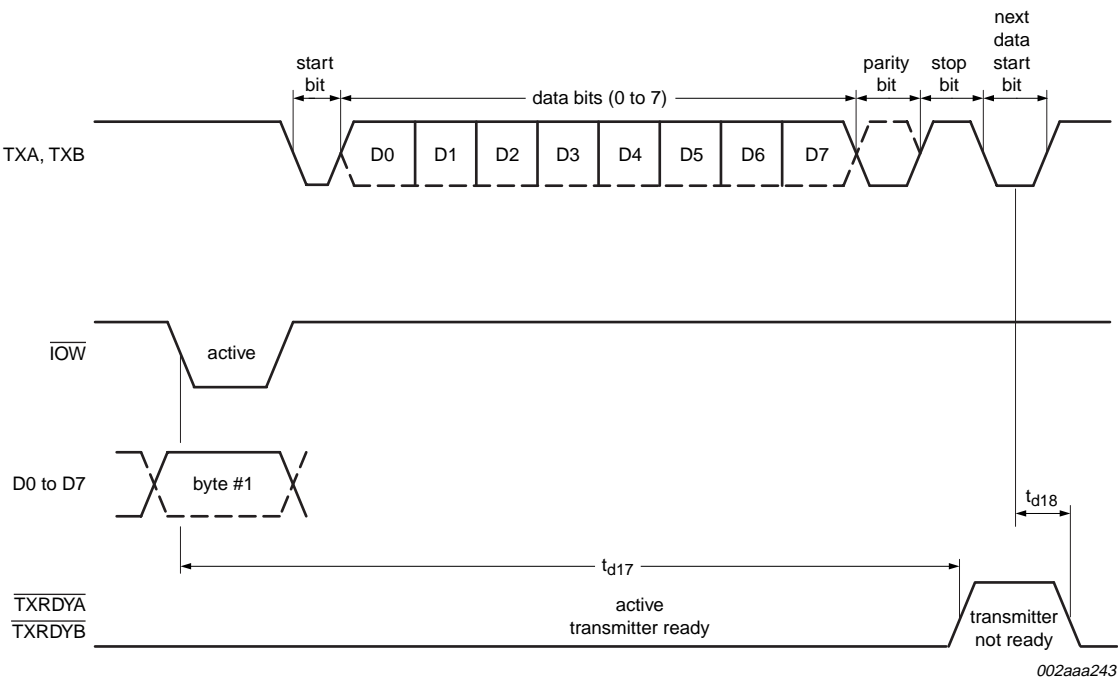 next
data
start
bit
start
bit
parity
bit
stop
bit
data bits (0 to 7)
TXA, TXB
D0 D1 D2 D3 D4 D5 D6 D7
IOW
active
D0 to D7
byte #1
td18
td17
TXRDYA
TXRDYB
active
transmitter ready
transmitter
not ready
002aaa243